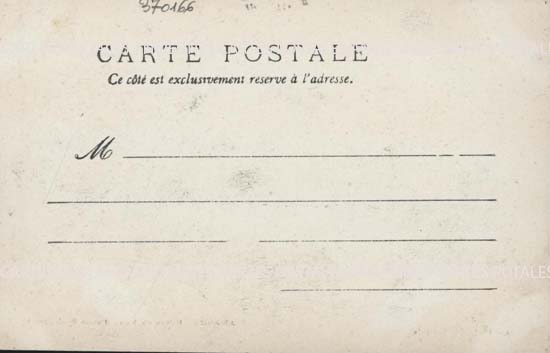 370166
CARTE POSTALE
Ce côté est exclusivement reserve à l'adresse.
M